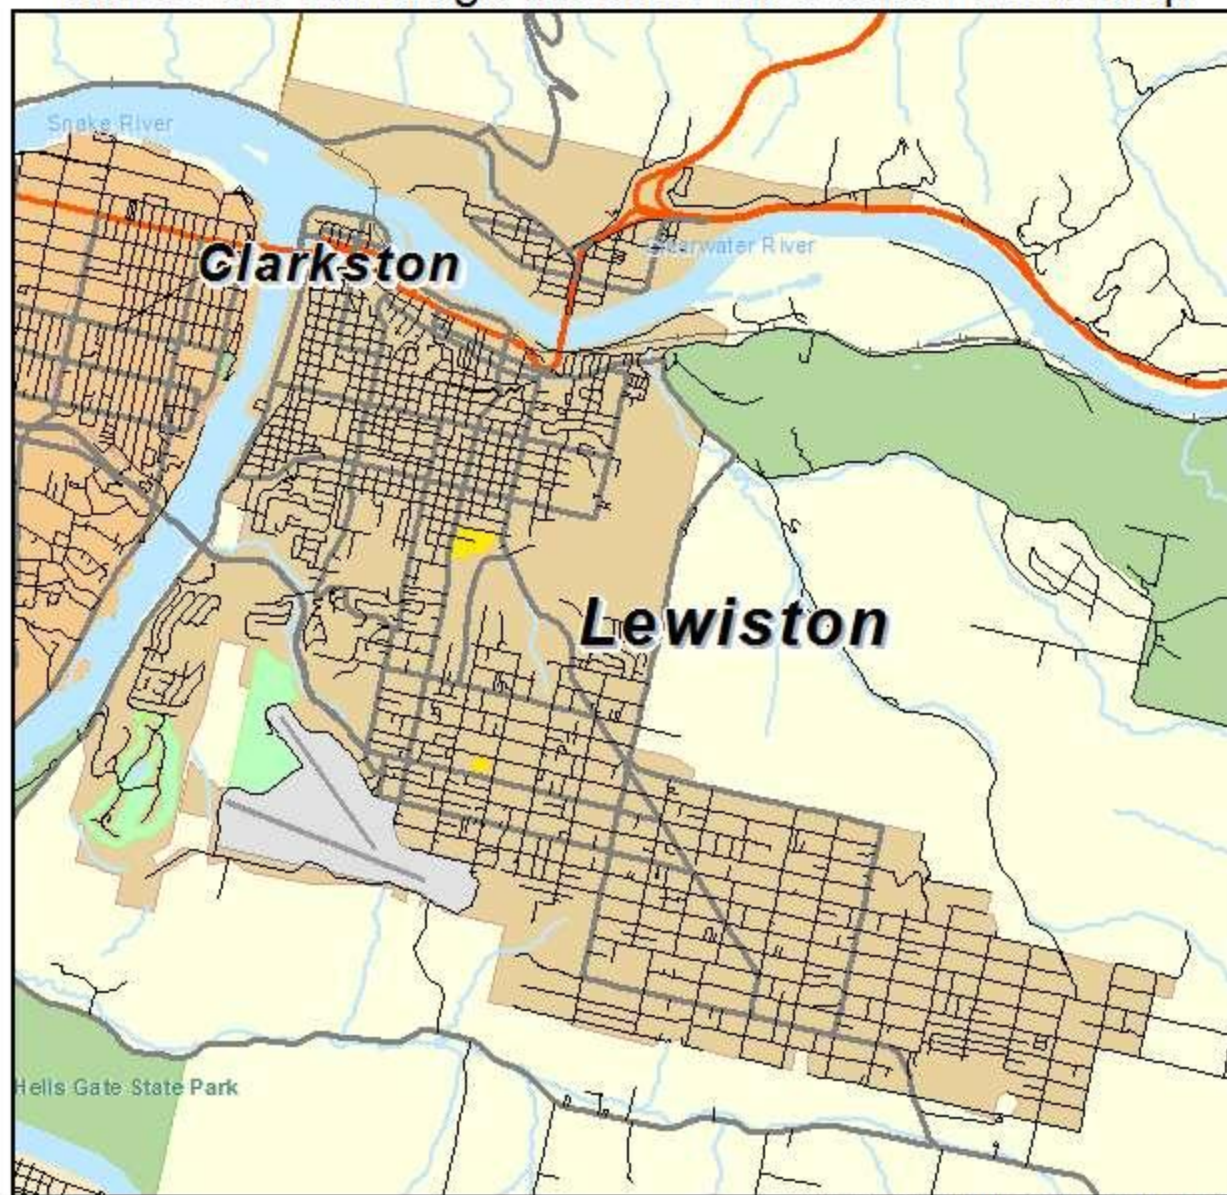 Snake River
Clearwater River
Clarkston
Lewiston
Hells Gate State Park